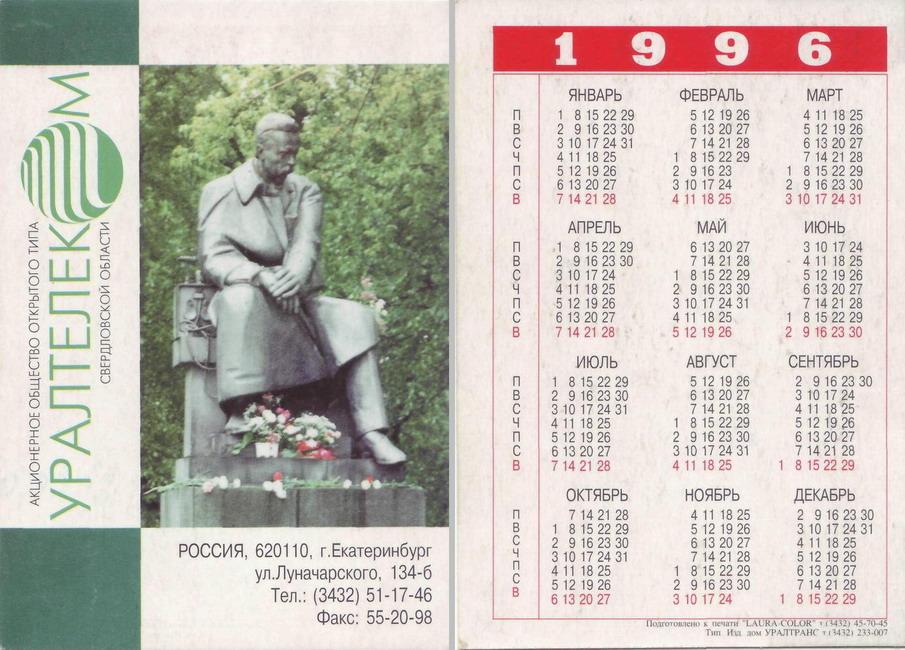 АКЦИОНЕРНОЕ ОБЩЕСТВО ОТКРЫТОГО ТИПА
УРАЛТЕЛЕКОМ
СВЕРДЛОВСКОЙ ОБЛАСТИ
РОССИЯ, 620110, г.Екатеринбург
ул.Луначарского, 134-б
Тел.: (3432) 51-17-46
Факс: 55-20-98
1996
ЯНВАРЬ ФЕВРАЛЬ МАРТ
П 1 8 15 22 29 5 12 19 26 4 11 18 25
В 2 9 16 23 30 6 13 20 27 5 12 19 26
С 3 10 17 24 31 7 14 21 28 6 13 20 27
Ч 4 11 18 25 1 8 15 22 29 7 14 21 28
П 5 12 19 26 2 9 16 23 1 8 15 22 29
С 6 13 20 27 3 10 17 24 2 9 16 23 30
В 7 14 21 28 4 11 18 25 3 10 17 24 31
АПРЕЛЬ МАЙ ИЮНЬ
П 1 8 15 22 29 6 13 20 27 3 10 17 24
В 2 9 16 23 30 7 14 21 28 4 11 18 25
С 3 10 17 24 1 8 15 22 29 5 12 19 26
Ч 4 11 18 25 2 9 16 23 30 6 13 20 27
П 5 12 19 26 3 10 17 24 31 7 14 21 28
С 6 13 20 27 4 11 18 25 1 8 15 22 29
В 7 14 21 28 5 12 19 26 2 9 16 23 30
ИЮЛЬ АВГУСТ СЕНТЯБРЬ
П 1 8 15 22 29 5 12 19 26 2 9 16 23 30
В 2 9 16 23 30 6 13 20 27 3 10 17 24
С 3 10 17 24 31 7 14 21 28 4 11 18 25
Ч 4 11 18 25 1 8 15 22 29 5 12 19 26
П 5 12 19 26 2 9 16 23 30 6 13 20 27
С 6 13 20 27 3 10 17 24 31 7 14 21 28
В 7 14 21 28 4 11 18 25 1 8 15 22 29
ОКТЯБРЬ НОЯБРЬ ДЕКАБРЬ
П 7 14 21 28 4 11 18 25 2 9 16 23 30
В 1 8 15 22 29 5 12 19 26 3 10 17 24 31
С 2 9 16 23 30 6 13 20 27 4 11 18 25
Ч 3 10 17 24 31 7 14 21 28 5 12 19 26
П 4 11 18 25 1 8 15 22 29 6 13 20 27
С 5 12 19 26 2 9 16 23 30 7 14 21 28
В 6 13 20 27 3 10 17 24 1 8 15 22 29
Подготовлено к печати "LAURA-COLOR" т (3432) 45-70-45
Тип. Изд. дом УРАЛТРАНС т.(3432) 233-007